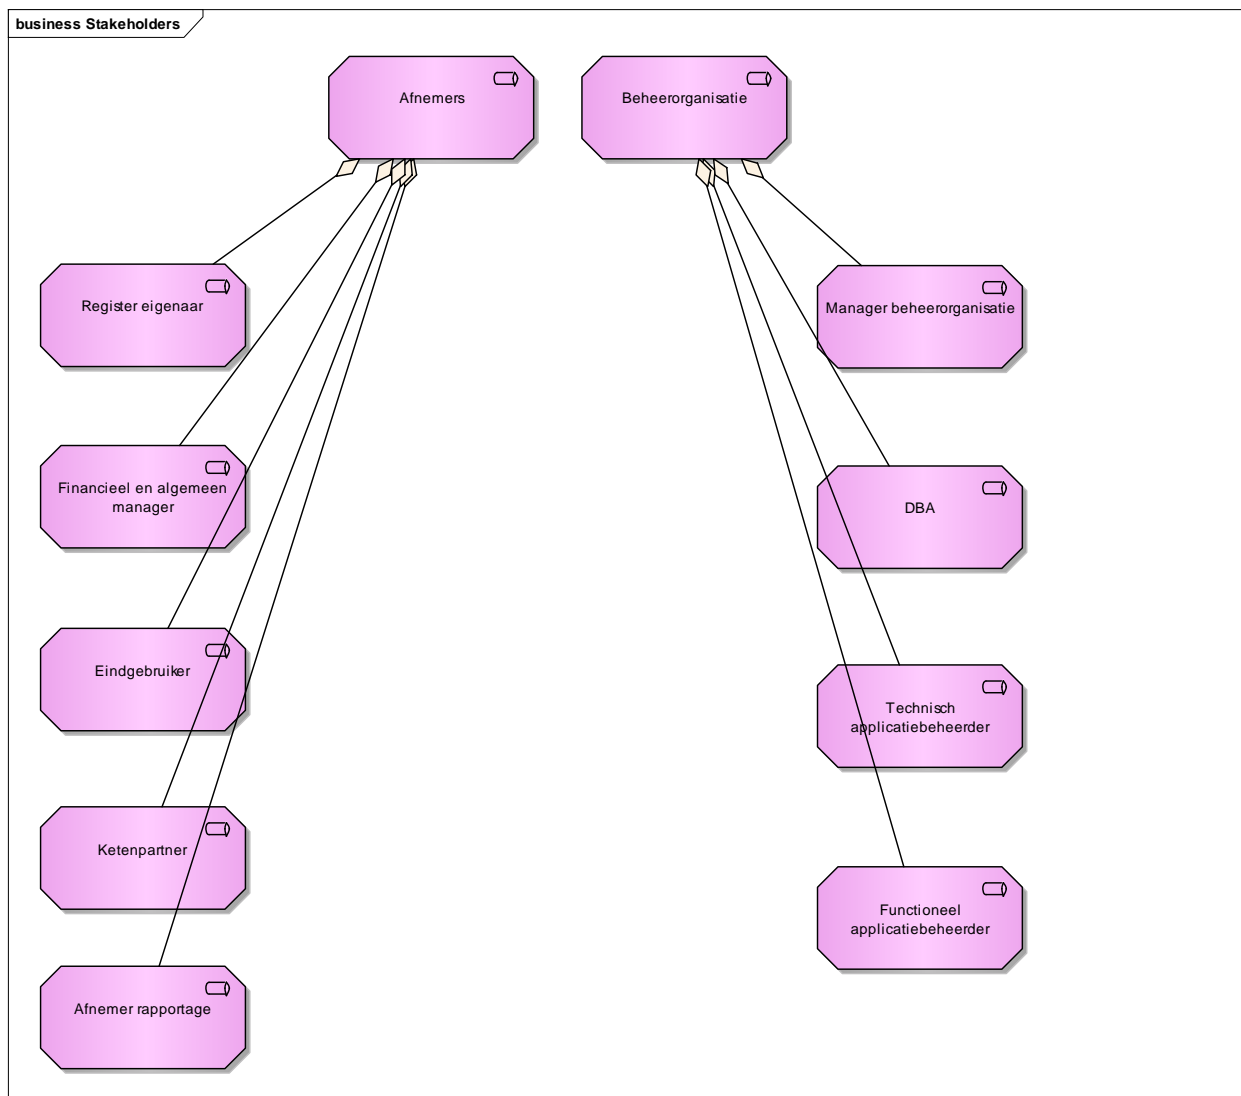 business Stakeholders
Afnemers
Beheerorganisatie
Register eigenaar
Manager beheerorganisatie
Financieel en algemeen
manager
DBA
Eindgebruiker
Technisch
applicatiebeheerder
Ketenpartner
Functioneel
applicatiebeheerder
Afnemer rapportage